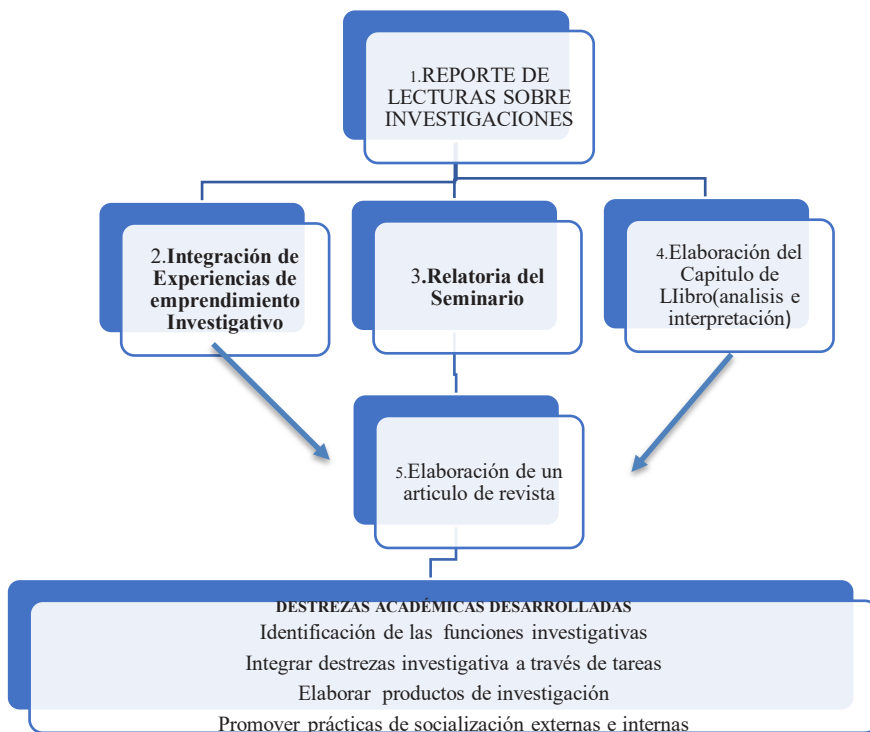 1.REPORTE DE
LECTURAS SOBRE
INVESTIGACIONES
2.Integración de
Experiencias de
emprendimiento
Investigativo
3.Relatoria del
Seminario
4.Elaboración del
Capitulo de
LIibro(analisis e
interpretación)
5.Elaboración de un
articulo de revista
DESTREZAS ACADÉMICAS DESARROLLADAS
Identificación de las funciones investigativas
Integrar destrezas investigativa a través de tareas
Elaborar productos de investigación
Promover prácticas de socialización externas e internas